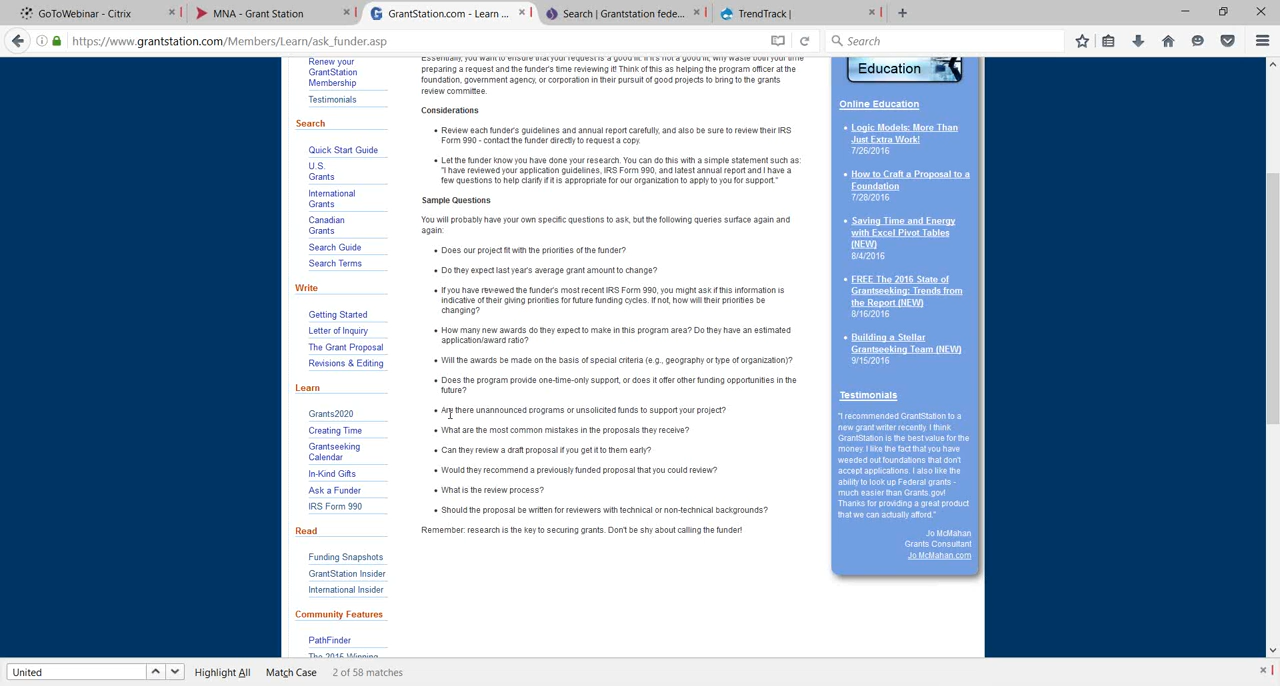 GoToWebinar - Citrix
MNA - Grant Station
GrantStation.com - Learn ...
Search | Grantstation fede...
TrendTrack |
https://www.grantstation.com/Members/Learn/ask_funder.asp
Search
Renew your
GrantStation
Membership
Testimonials
Search
Quick Start Guide
U.S.
Grants
International
Grants
Canadian
Grants
Search Guide
Search Terms
Write
Getting Started
Letter of Inquiry
The Grant Proposal
Revisions & Editing
Learn
Grants2020
Creating Time
Grantseeking
Calendar
In-Kind Gifts
Ask a Funder
IRS Form 990
Read
Funding Snapshots
GrantStation Insider
International Insider
Community Features
PathFinder
The 2016 Winning
Essentially, you want to ensure that your request is a good fit. If it's not a good fit, why waste both your time
preparing a request and the funder's time reviewing it! Think of this as helping the program officer at the
foundation, government agency, or corporation in their pursuit of good projects to bring to the grants
review committee.
Considerations
• Review each funder's guidelines and annual report carefully, and also be sure to review their IRS
Form 990 - contact the funder directly to request a copy.
• Let the funder know you have done your research. You can do this with a simple statement such as:
"I have reviewed your application guidelines, IRS Form 990, and latest annual report and I have a
few questions to help clarify if it is appropriate for our organization to apply to you for support."
Sample Questions
You will probably have your own specific questions to ask, but the following queries surface again and
again:
• Does our project fit with the priorities of the funder?
• Do they expect last year's average grant amount to change?
• If you have reviewed the funder's most recent IRS Form 990, you might ask if this information is
indicative of their giving priorities for future funding cycles. If not, how will their priorities be
changing?
• How many new awards do they expect to make in this program area? Do they have an estimated
application/award ratio?
• Will the awards be made on the basis of special criteria (e.g., geography or type of organization)?
• Does the program provide one-time-only support, or does it offer other funding opportunities in the
future?
• Are there unannounced programs or unsolicited funds to support your project?
• What are the most common mistakes in the proposals they receive?
• Can they review a draft proposal if you get it to them early?
• Would they recommend a previously funded proposal that you could review?
• What is the review process?
• Should the proposal be written for reviewers with technical or non-technical backgrounds?
Remember: research is the key to securing grants. Don't be shy about calling the funder!
Education
Online Education
• Logic Models: More Than
Just Extra Work!
7/26/2016
• How to Craft a Proposal to a
Foundation
7/28/2016
• Saving Time and Energy
with Excel Pivot Tables
(NEW)
8/4/2016
• FREE The 2016 State of
Grantseeking: Trends from
the Report (NEW)
8/16/2016
• Building a Stellar
Grantseeking Team (NEW)
9/15/2016
Testimonials
"I recommended GrantStation to a
new grant writer recently. I think
GrantStation is the best value for the
money. I like the fact that you have
weeded out foundations that don't
accept applications. I also like the
ability to look up Federal grants -
much easier than Grants.gov!
Thanks for providing a great product
that we can actually afford."
Jo McMahan
Grants Consultant
Jo McMahan.com
United
Highlight All
Match Case
2 of 58 matches